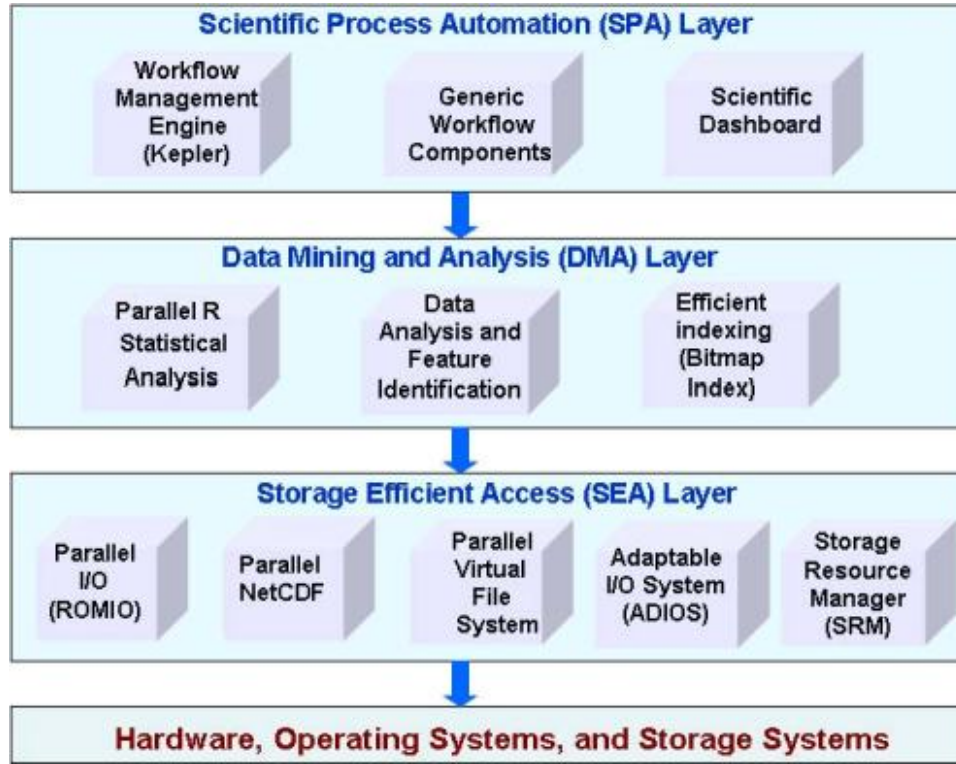 Scientific Process Automation (SPA) Layer
Workflow
Management
Engine
(Kepler)
Generic
Workflow
Components
Scientific
Dashboard
Data Mining and Analysis (DMA) Layer
Parallel R
Statistical
Analysis
Data
Analysis and
Feature
Identification
Efficient
indexing
(Bitmap
Index)
Storage Efficient Access (SEA) Layer
Parallel
I/O
(ROMIO)
Parallel
NetCDF
Parallel
Virtual
File
System
Adaptable
I/O System
(ADIOS)
Storage
Resource
Manager
(SRM)
Hardware, Operating Systems, and Storage Systems